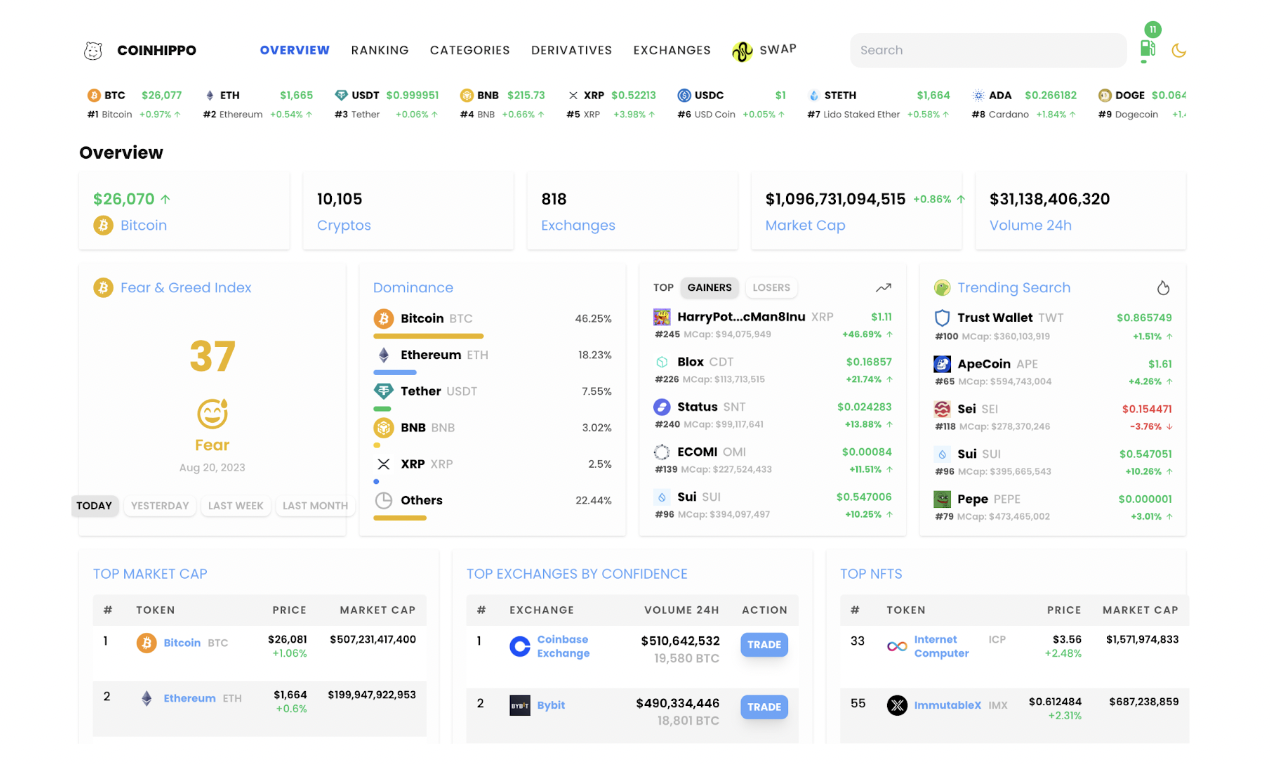 COINHIPPO OVERVIEW RANKING CATEGORIES DERIVATIVES EXCHANGES SWAP Search 11
BTC $26,077 ETH $1,665 USDT $0.999951 BNB $215.73 XRP $0.52213 USDC $1 STETH $1,664 ADA $0.266182 DOGE $0.064
#1 Bitcoin +0.97% ↑ #2 Ethereum +0.54% ↑ #3 Tether +0.06% ↑ #4 BNB +0.66% ↑ #5 XRP +3.98% ↑ #6 USD Coin +0.05% ↑ #7 Lido Staked Ether +0.58% ↑ #8 Cardano +1.84% ↑ #9 Dogecoin
Overview
$26,070 ↑
Bitcoin
10,105
Cryptos
818
Exchanges
$1,096,731,094,515 +0.86% ↑
Market Cap
$31,138,406,320
Volume 24h
Fear & Greed Index
37
Fear
Aug 20, 2023
TODAY YESTERDAY LAST WEEK LAST MONTH
Dominance
Bitcoin BTC 46.25%
Ethereum ETH 18.23%
Tether USDT 7.55%
BNB BNB 3.02%
XRP XRP 2.5%
Others 22.44%
TOP GAINERS LOSERS
HarryPot...cMan8Inu XRP $1.11
#245 MCap: $94,075,949 +46.69% ↑
Blox CDT $0.16857
#226 MCap: $113,713,515 +21.74% ↑
Status SNT $0.024283
#240 MCap: $99,117,641 +13.88% ↑
ECOMI OMI $0.00084
#139 MCap: $227,524,433 +11.51% ↑
Sui SUI $0.547006
#96 MCap: $394,097,497 +10.25% ↑
Trending Search
Trust Wallet TWT $0.865749
#100 MCap: $360,103,919 +1.51% ↑
ApeCoin APE $1.61
#65 MCap: $594,743,004 +4.26% ↑
Sei SEI $0.154471
#118 MCap: $278,370,246 -3.76% ↓
Sui SUI $0.547051
#96 MCap: $395,665,543 +10.26% ↑
Pepe PEPE $0.000001
#79 MCap: $473,465,002 +3.01% ↑
TOP MARKET CAP
# TOKEN PRICE MARKET CAP
1 Bitcoin BTC $26,081 $507,231,417,400
+1.06%
2 Ethereum ETH $1,664 $199,947,922,953
+0.6%
TOP EXCHANGES BY CONFIDENCE
# EXCHANGE VOLUME 24H ACTION
1 Coinbase $510,642,532 TRADE
Exchange 19,580 BTC
2 BYBIT Bybit $490,334,446 TRADE
18,801 BTC
TOP NFTS
# TOKEN PRICE MARKET CAP
33 Internet ICP $3.56 $1,571,974,833
Computer +2.48%
55 ImmutableX IMX $0.612484 $687,238,859
+2.31%